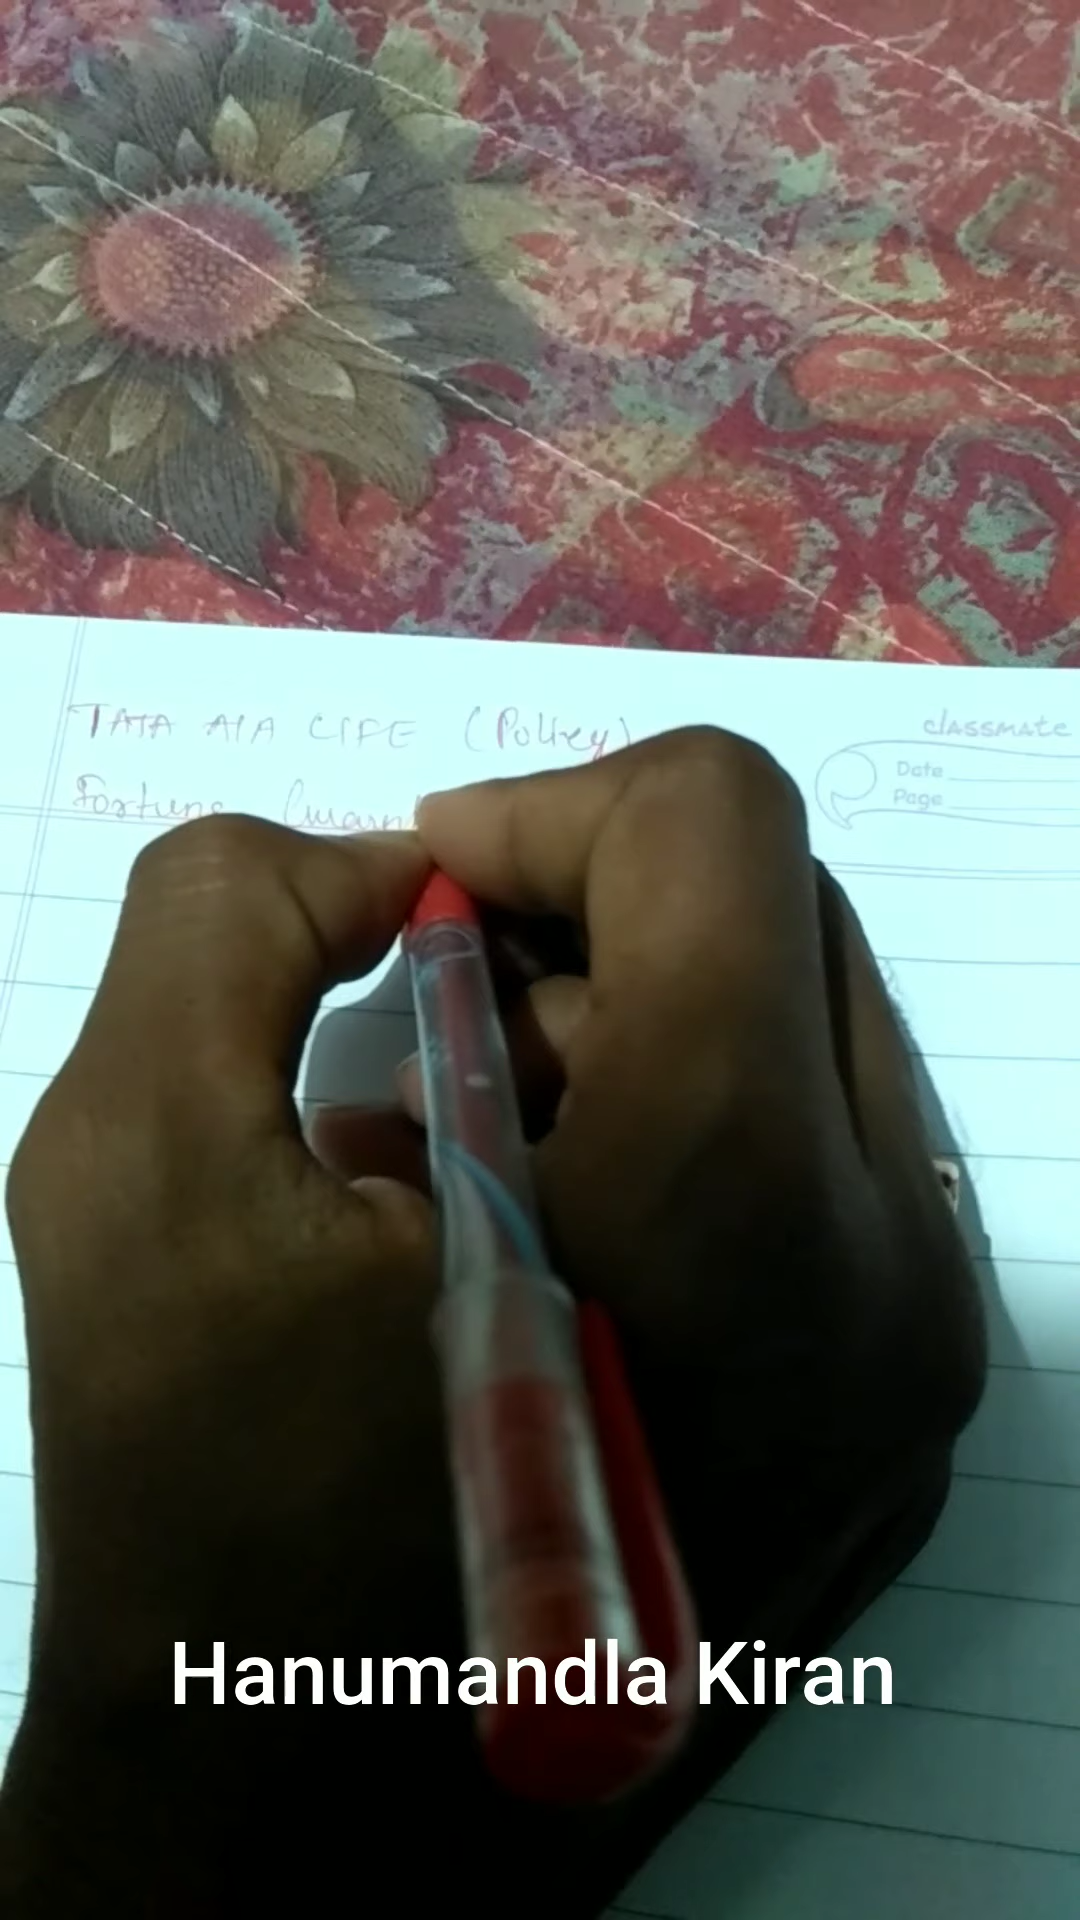 TATA AIA LIFE (Policy)
classmate
Date
Page
Fortune
Hanumandla Kiran